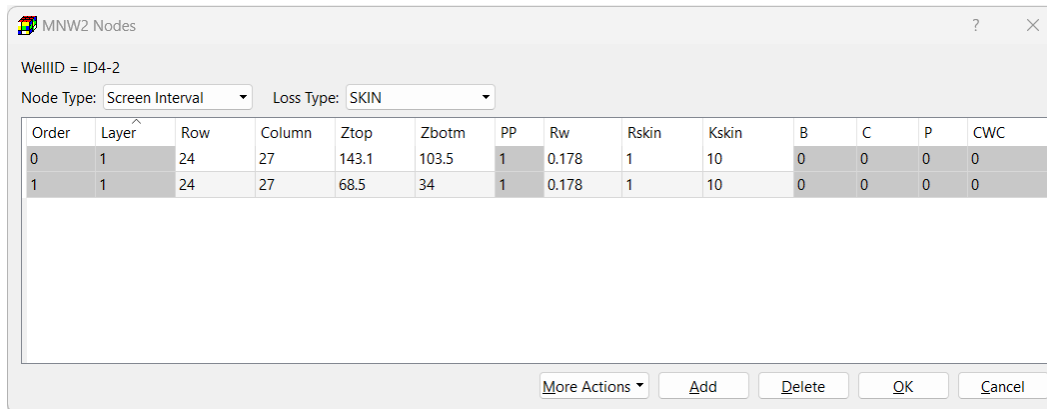 MNW2 Nodes ?
WellID = ID4-2
Node Type: Screen Interval Loss Type: SKIN
Order Layer Row Column Ztop Zbotm PP Rw Rskin Kskin B C P CWC
0 1 24 27 143.1 103.5 1 0.178 1 10 0 0 0 0
1 1 24 27 68.5 34 1 0.178 1 10 0 0 0 0
More Actions Add Delete OK Cancel